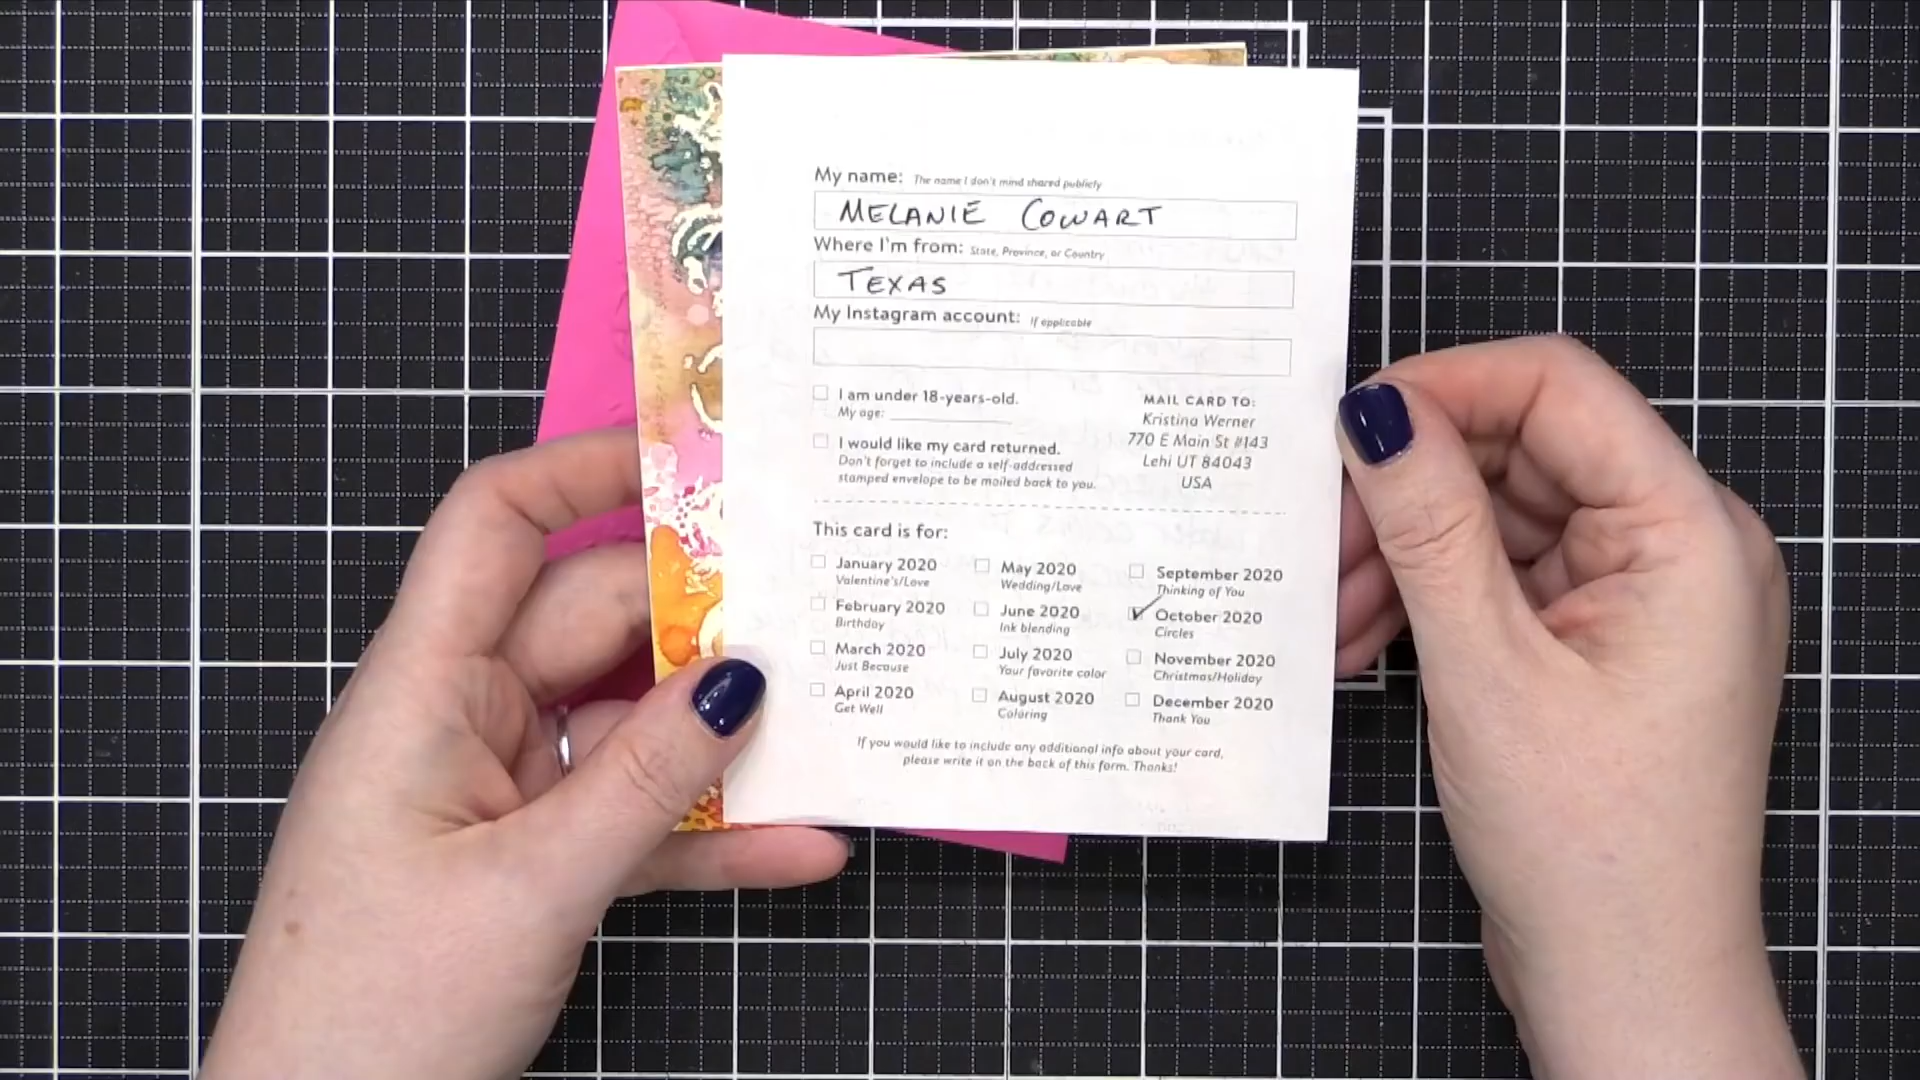 My name: The name I don't mind shared publicly
MELANIE COWART
Where I'm from: State, Province, or Country
TEXAS
My Instagram account: If applicable
I am under 18-years-old.
My age:
I would like my card returned.
Don't forget to include a self-addressed
stamped envelope to be mailed back to you.
MAIL CARD TO:
Kristina Werner
770 E Main St #143
Lehi UT 84043
USA
This card is for:
January 2020
Valentine's/Love
February 2020
Birthday
March 2020
Just Because
April 2020
Get Well
May 2020
Wedding/Love
June 2020
Ink blending
July 2020
Your favorite color
August 2020
Coloring
September 2020
Thinking of You
October 2020
Circles
November 2020
Christmas/Holiday
December 2020
Thank You
If you would like to include any additional info about your card,
please write it on the back of this form. Thanks!